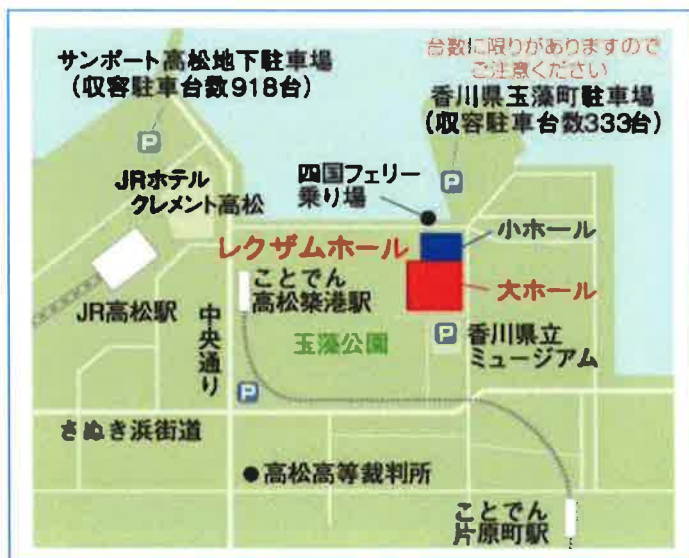 サンポート高松地下駐車場
(収容駐車台数918台)
台数に限りがありますので
ご注意ください
香川県玉藻町駐車場
(収容駐車台数333台)
P
P
JRホテル
クレメント高松
四国フェリー
乗り場
小ホール
レクザムホール
大ホール
ことでん
高松築港駅
JR高松駅
中央通り
玉藻公園
P
香川県立
ミュージアム
P
さぬき浜街道
高松高等裁判所
ことでん
片原町駅